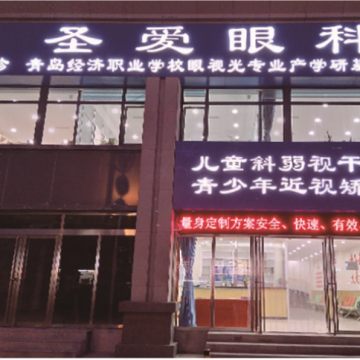 圣爱眼科
诊 青岛经济职业学校眼视光专业产学研基
儿童斜弱视干
青少年近视矫
量身定制方案安全、快速、有效